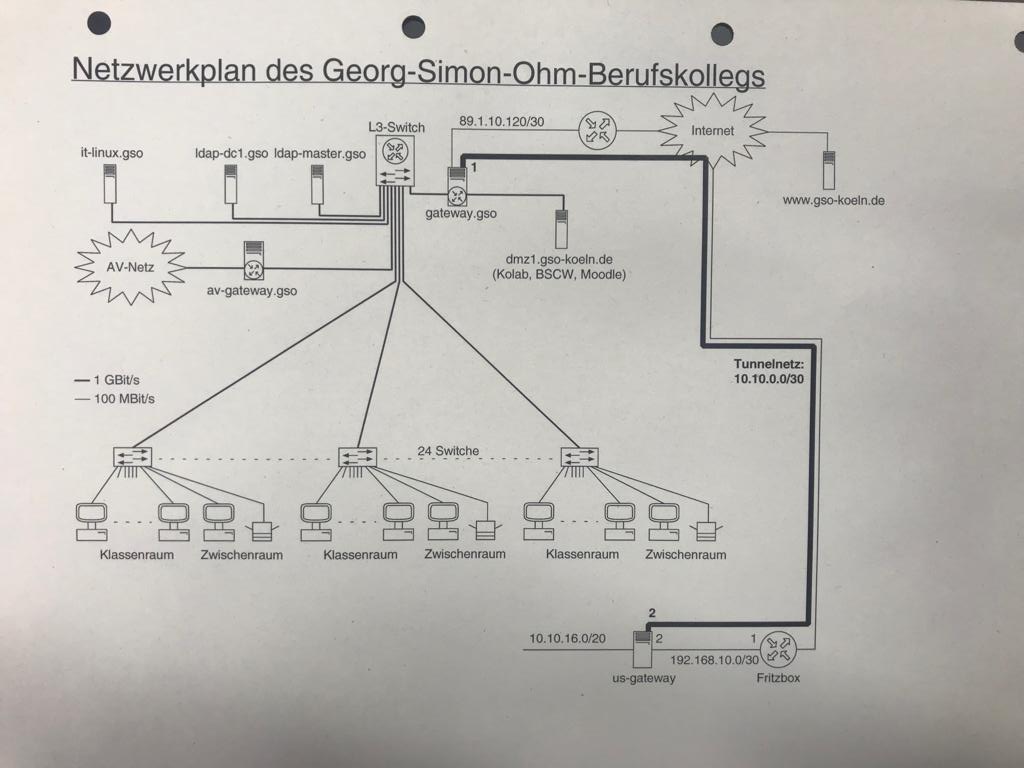 Netzwerkplan des Georg-Simon-Ohm-Berufskollegs
L3-Switch
89.1.10.120/30
Internet
it-linux.gso
ldap-dc1.gso
ldap-master.gso
1
gateway.gso
www.gso-koeln.de
dmz1.gso-koeln.de
(Kolab, BSCW, Moodle)
AV-Netz
av-gateway.gso
Tunnelnetz:
10.10.0.0/30
1 GBit/s
100 MBit/s
24 Switche
Klassenraum
Zwischenraum
Klassenraum
Zwischenraum
Klassenraum
Zwischenraum
2
10.10.16.0/20
2
1
192.168.10.0/30
us-gateway
Fritzbox